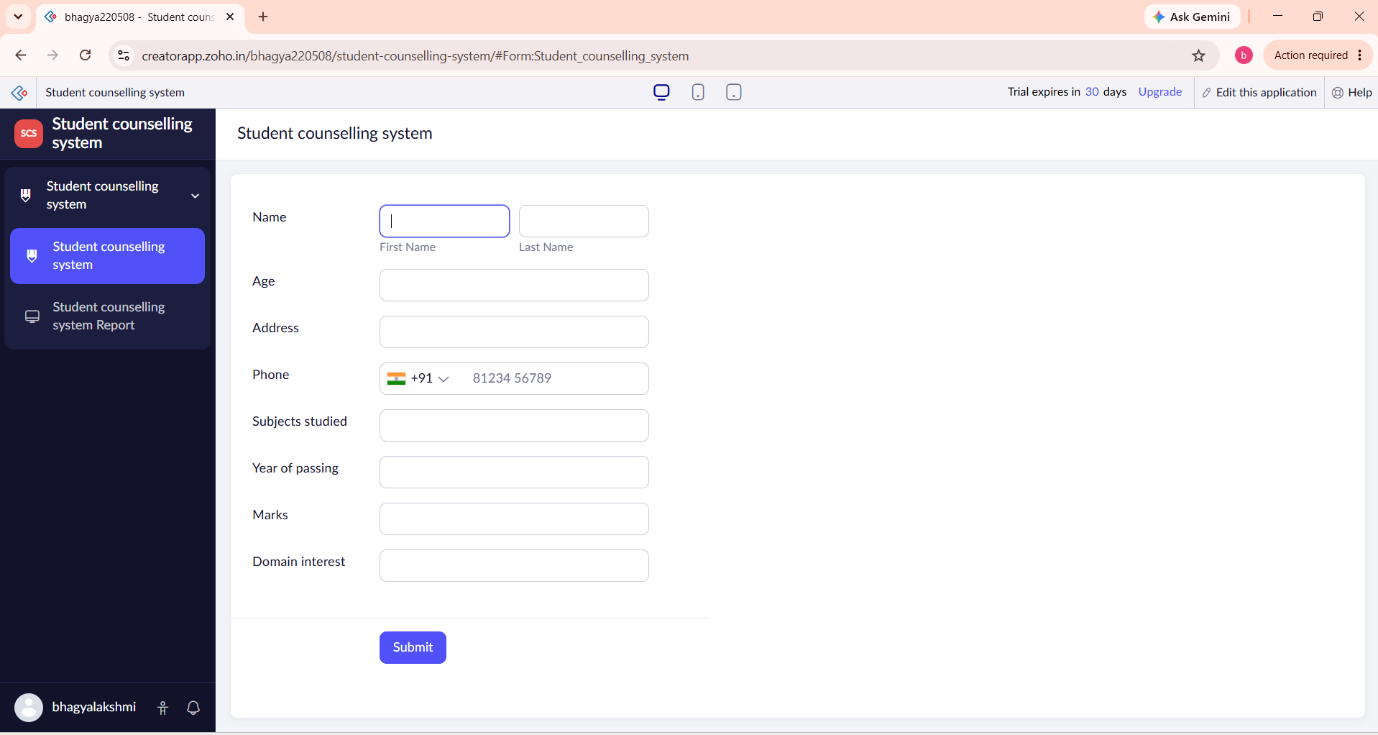 bhagya220508 - Student couns
Ask Gemini
creatorapp.zoho.in/bhagya220508/student-counselling-system/#Form:Student_counselling_system
b
Action required
Student counselling system
Trial expires in 30 days Upgrade
Edit this application
Help
SCS
Student counselling
system
Student counselling
system
Student counselling
system
Student counselling
system Report
bhagyalakshmi
Student counselling system
Name
First Name
Last Name
Age
Address
Phone
+91
81234 56789
Subjects studied
Year of passing
Marks
Domain interest
Submit